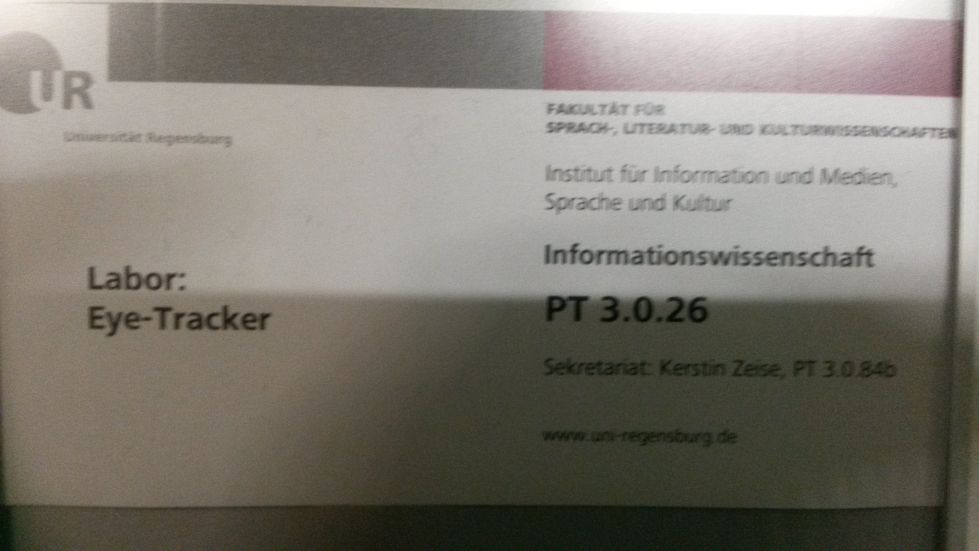 UR
Universität Regensburg
FAKULTÄT FÜR
SPRACH-, LITERATUR- UND KULTURWISSENSCHAFTEN
Institut für Information und Medien,
Sprache und Kultur
Informationswissenschaft
Labor:
Eye-Tracker
PT 3.0.26
Sekretariat: Kerstin Zeise, PT 3.0.84b
www.uni-regensburg.de